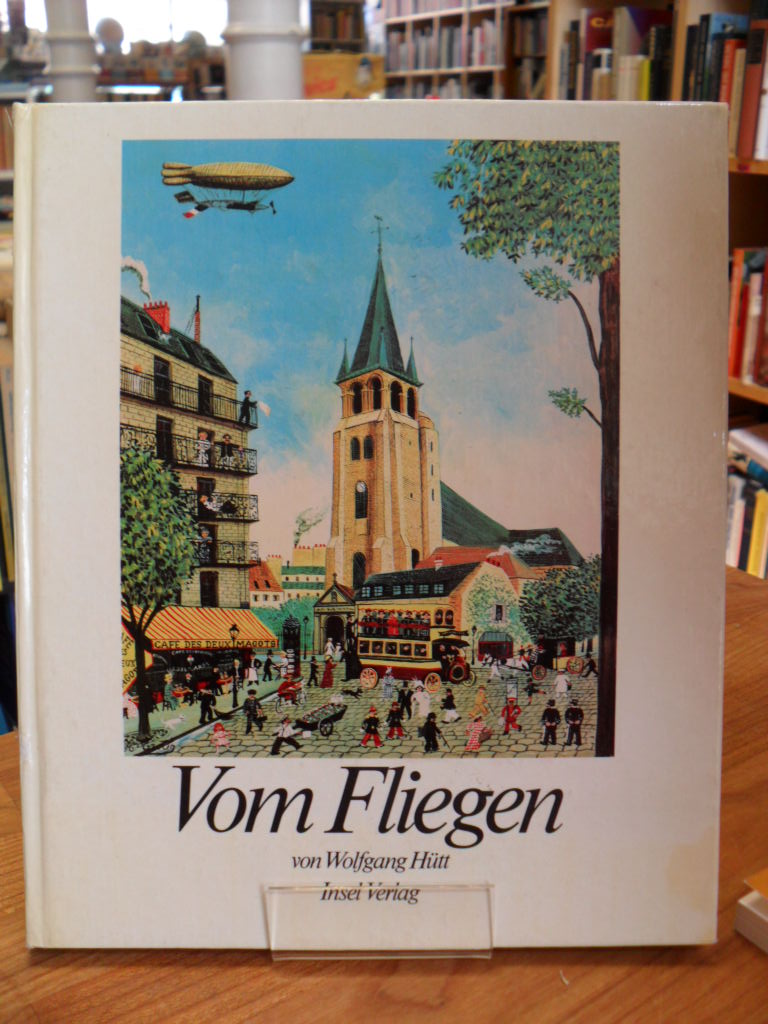 CAFE DES DEUX MAGOTS
Vom Fliegen
von Wolfgang Hütt
Insel Verlag